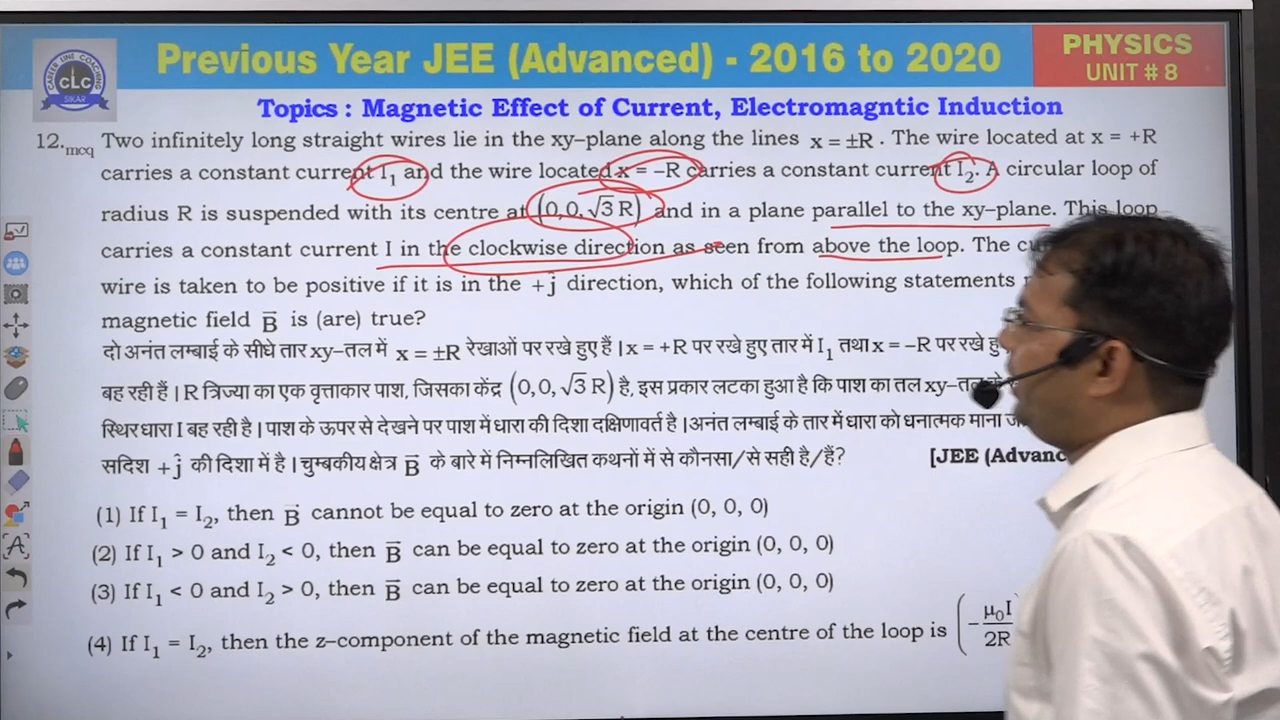 CAREER LINE COACHING
CLC
SIKAR
Previous Year JEE (Advanced) - 2016 to 2020
PHYSICS
UNIT # 8
Topics : Magnetic Effect of Current, Electromagntic Induction
12.mcq Two infinitely long straight wires lie in the xy–plane along the lines x = ±R . The wire located at x = +R
carries a constant current I₁ and the wire located x = –R carries a constant current I₂. A circular loop of
radius R is suspended with its centre at (0, 0, √3 R) and in a plane parallel to the xy–plane. This loop
carries a constant current I in the clockwise direction as seen from above the loop. The
wire is taken to be positive if it is in the +ĵ direction, which of the following statements
magnetic field B⃗ is (are) true?
दो अनंत लम्बाई के सीधे तार xy–तल में x = ±R रेखाओं पर रखे हुए हैं । x = +R पर रखे हुए तार में I₁ तथा x = –R पर रखे
बह रही हैं । R त्रिज्या का एक वृत्ताकार पाश, जिसका केंद्र (0, 0, √3 R) है, इस प्रकार लटका हुआ है कि पाश का तल
स्थिर धारा I बह रही है । पाश के ऊपर से देखने पर पाश में धारा की दिशा दक्षिणावर्त है । अनंत लम्बाई के तार में धारा को धनात्मक माना
सदिश +ĵ की दिशा में है । चुम्बकीय क्षेत्र B⃗ के बारे में निम्नलिखित कथनों में से कौनसा/से सही है/हैं?
[JEE
(1) If I₁ = I₂, then B⃗ cannot be equal to zero at the origin (0, 0, 0)
(2) If I₁ > 0 and I₂ < 0, then B⃗ can be equal to zero at the origin (0, 0, 0)
(3) If I₁ < 0 and I₂ > 0, then B⃗ can be equal to zero at the origin (0, 0, 0)
(4) If I₁ = I₂, then the z–component of the magnetic field at the centre of the loop is (–μ₀I/2R